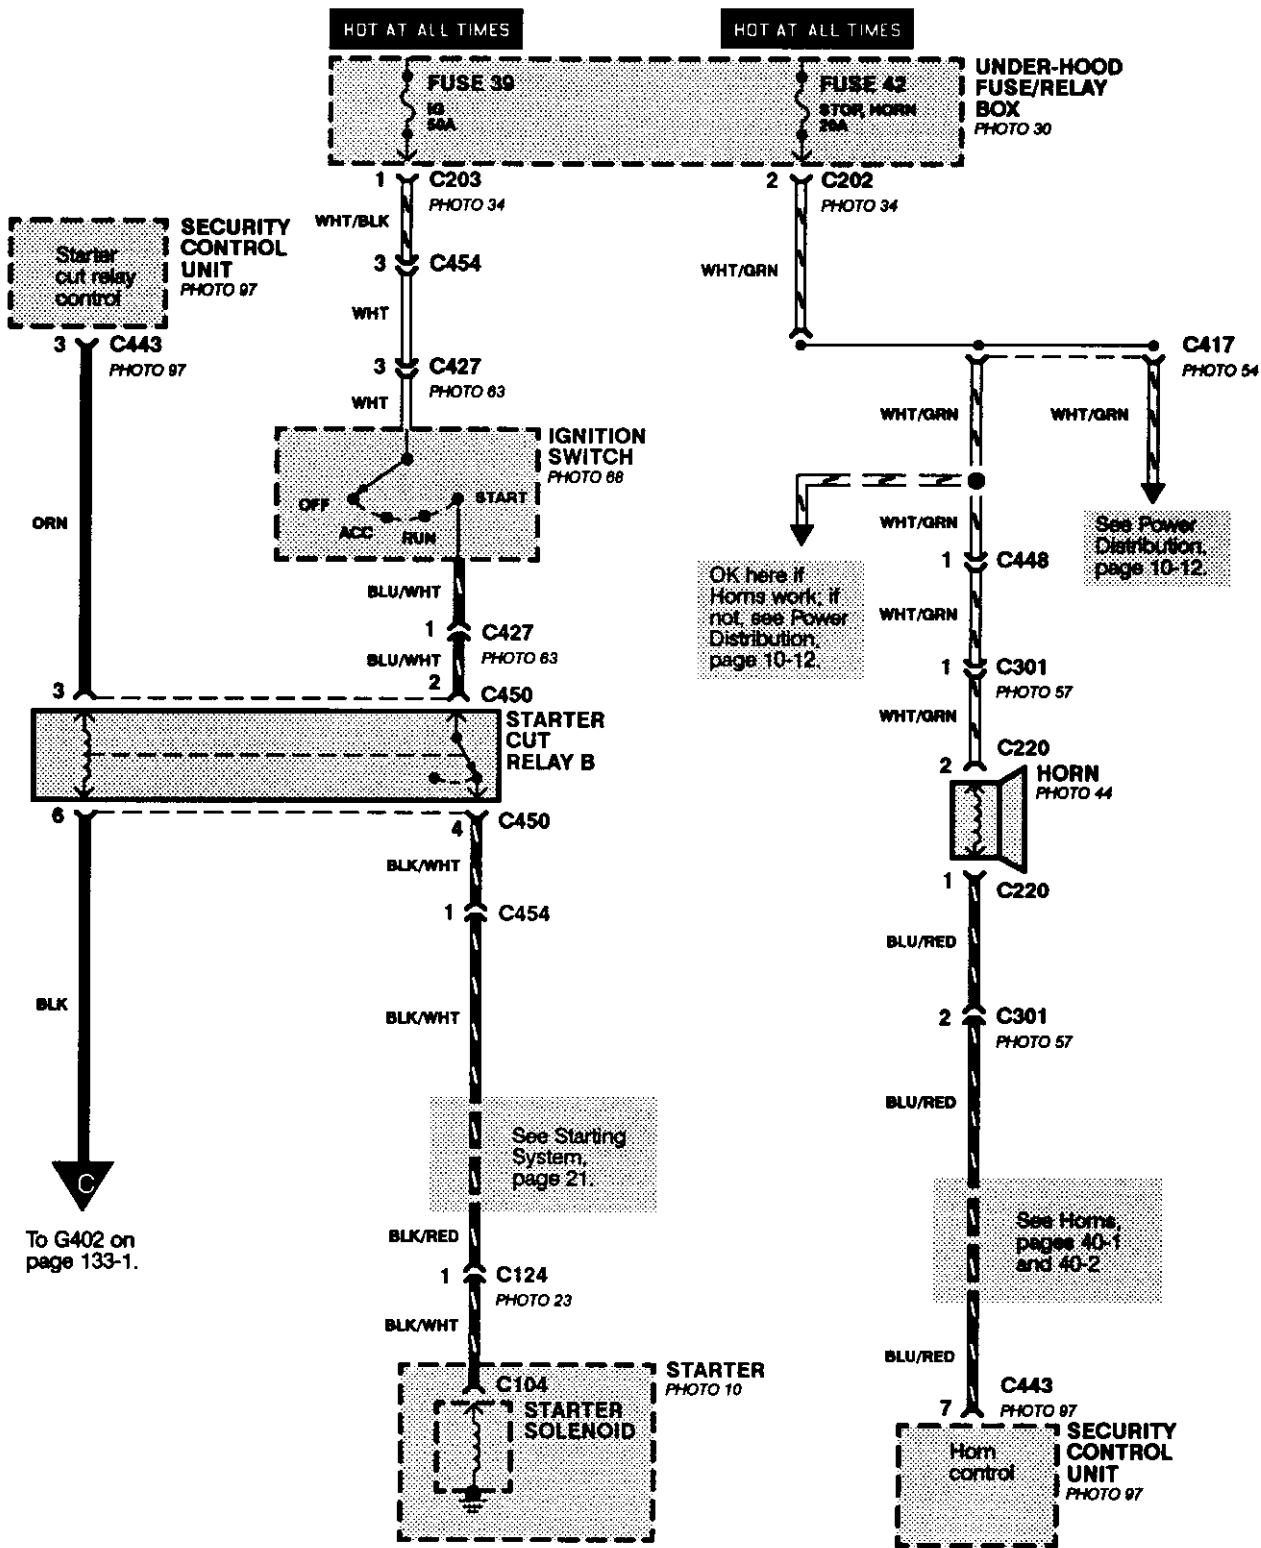 HOT AT ALL TIMES
HOT AT ALL TIMES
FUSE 39
IG
50A
FUSE 42
STOP, HORN
20A
UNDER-HOOD
FUSE/RELAY
BOX
PHOTO 30
1
C203
PHOTO 34
2
C202
PHOTO 34
WHT/BLK
SECURITY
CONTROL
UNIT
PHOTO 97
Starter
cut relay
control
3
C454
WHT/GRN
WHT
3
C443
PHOTO 97
3
C427
PHOTO 63
C417
PHOTO 54
WHT
WHT/GRN
WHT/GRN
IGNITION
SWITCH
PHOTO 68
OFF
ACC
RUN
START
ORN
WHT/GRN
See Power
Distribution,
page 10-12.
1
C448
OK here if
Horns work, if
not, see Power
Distribution,
page 10-12.
BLU/WHT
WHT/GRN
1
C427
PHOTO 63
BLU/WHT
1
C301
PHOTO 57
3
2
C450
WHT/GRN
STARTER
CUT
RELAY B
C220
2
HORN
PHOTO 44
6
4
C450
BLK/WHT
1
C220
1
C454
BLU/RED
BLK
BLK/WHT
2
C301
PHOTO 57
BLU/RED
See Starting
System,
page 21.
C
To G402 on
page 133-1.
BLK/RED
See Horns,
pages 40-1
and 40-2
1
C124
PHOTO 23
BLK/WHT
BLU/RED
STARTER
PHOTO 10
C104
STARTER
SOLENOID
C443
7
PHOTO 97
SECURITY
CONTROL
UNIT
PHOTO 97
Horn
control